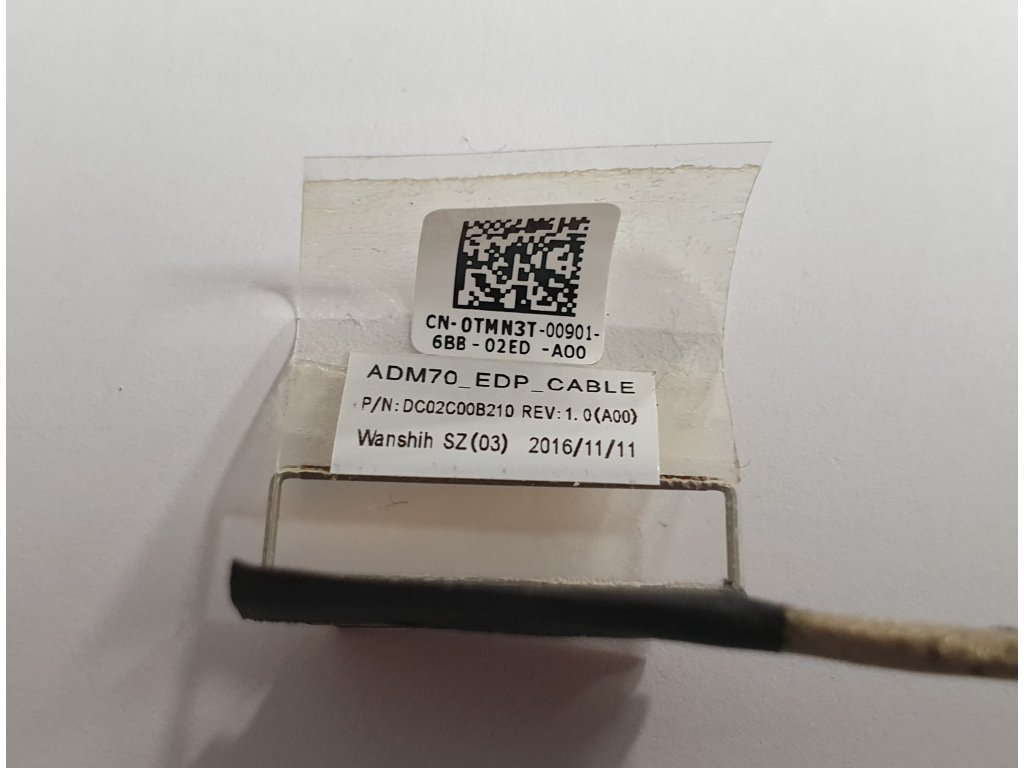 CN-0TMN3T-00901-
6BB-02ED -A00
ADM70_EDP_CABLE
P/N:DC02C00B210 REV:1.0(A00)
Wanshih SZ(03) 2016/11/11